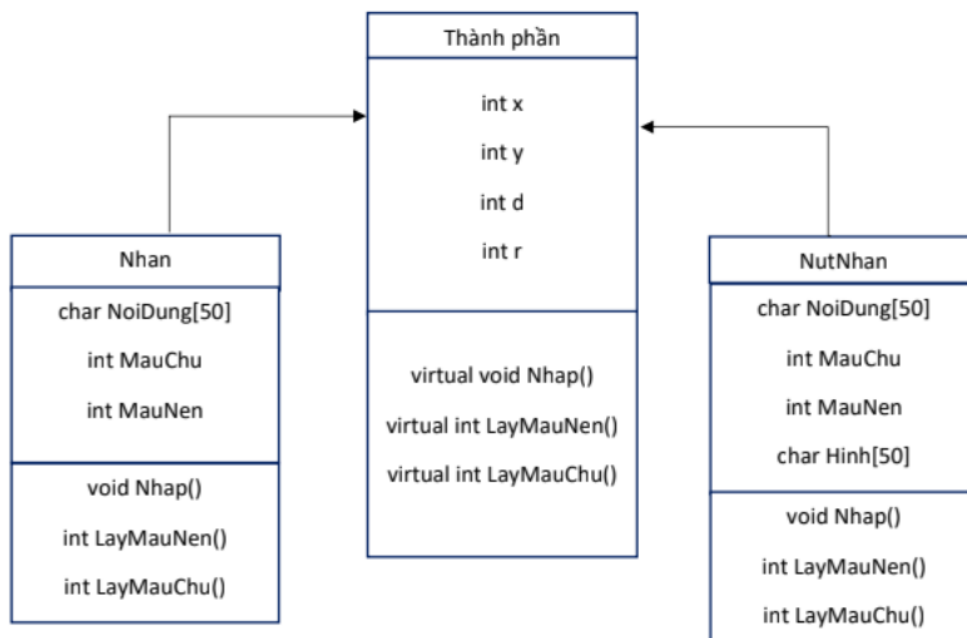 Thành phần
int x
int y
int d
int r
virtual void Nhap()
virtual int LayMauNen()
virtual int LayMauChu()
Nhan
char NoiDung[50]
int MauChu
int MauNen
void Nhap()
int LayMauNen()
int LayMauChu()
NutNhan
char NoiDung[50]
int MauChu
int MauNen
char Hinh[50]
void Nhap()
int LayMauNen()
int LayMauChu()